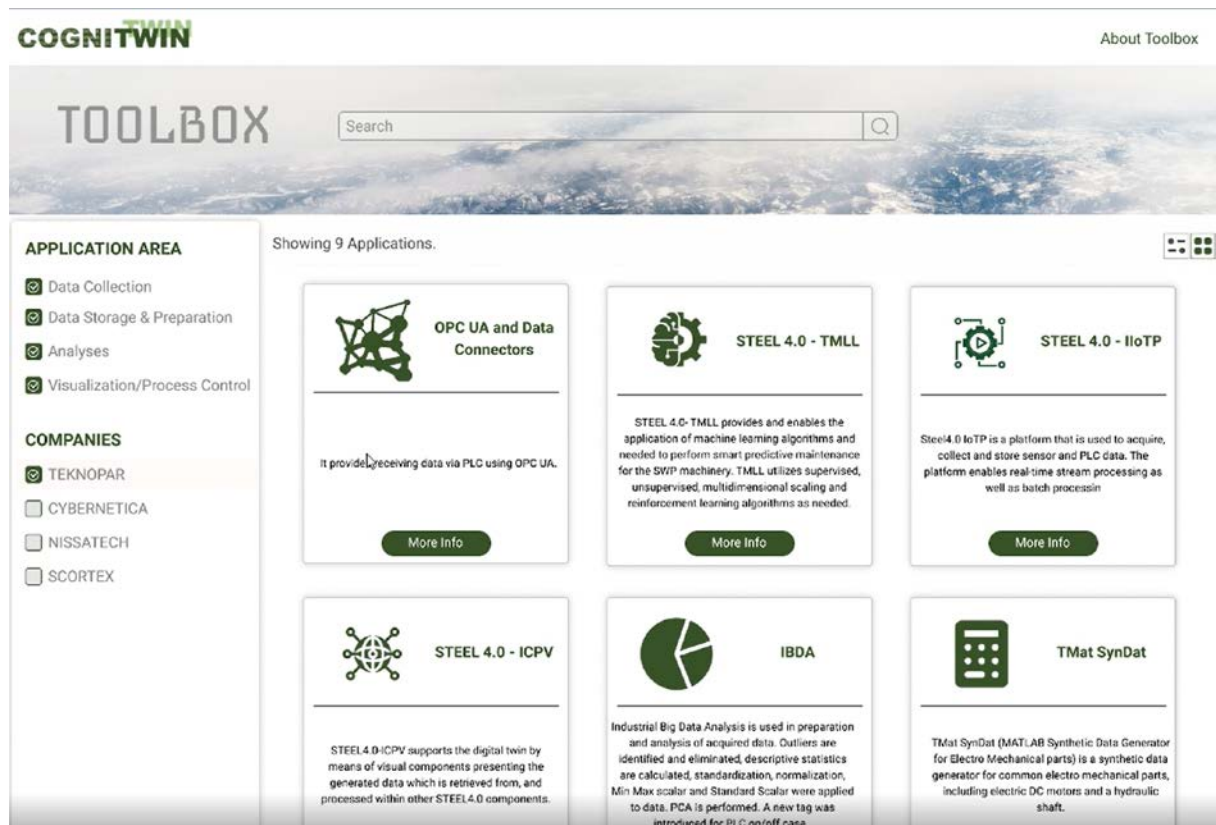 COGNITWIN
About Toolbox
TOOLBOX
Search
APPLICATION AREA
Data Collection
Data Storage & Preparation
Analyses
Visualization/Process Control
COMPANIES
TEKNOPAR
CYBERNETICA
NISSATECH
SCORTEX
Showing 9 Applications.
OPC UA and Data
Connectors
It provides receiving data via PLC using OPC UA.
More Info
STEEL 4.0 - TMLL
STEEL 4.0- TMLL provides and enables the
application of machine learning algorithms and
needed to perform smart predictive maintenance
for the SWP machinery. TMLL utilizes supervised,
unsupervised, multidimensional scaling and
reinforcement learning algorithms as needed.
More Info
STEEL 4.0 - IIoTP
Steel4.0 IoTP is a platform that is used to acquire,
collect and store sensor and PLC data. The
platform enables real-time stream processing as
well as batch processin
More Info
STEEL 4.0 - ICPV
STEEL4.0-ICPV supports the digital twin by
means of visual components presenting the
generated data which is retrieved from, and
processed within other STEEL4.0 components.
IBDA
Industrial Big Data Analysis is used in preparation
and analysis of acquired data. Outliers are
identified and eliminated, descriptive statistics
are calculated, standardization, normalization,
Min Max scalar and Standard Scalar were applied
to data. PCA is performed. A new tag was
introduced for PLC on/off case
TMat SynDat
TMat SynDat (MATLAB Synthetic Data Generator
for Electro Mechanical parts) is a synthetic data
generator for common electro mechanical parts,
including electric DC motors and a hydraulic
shaft.